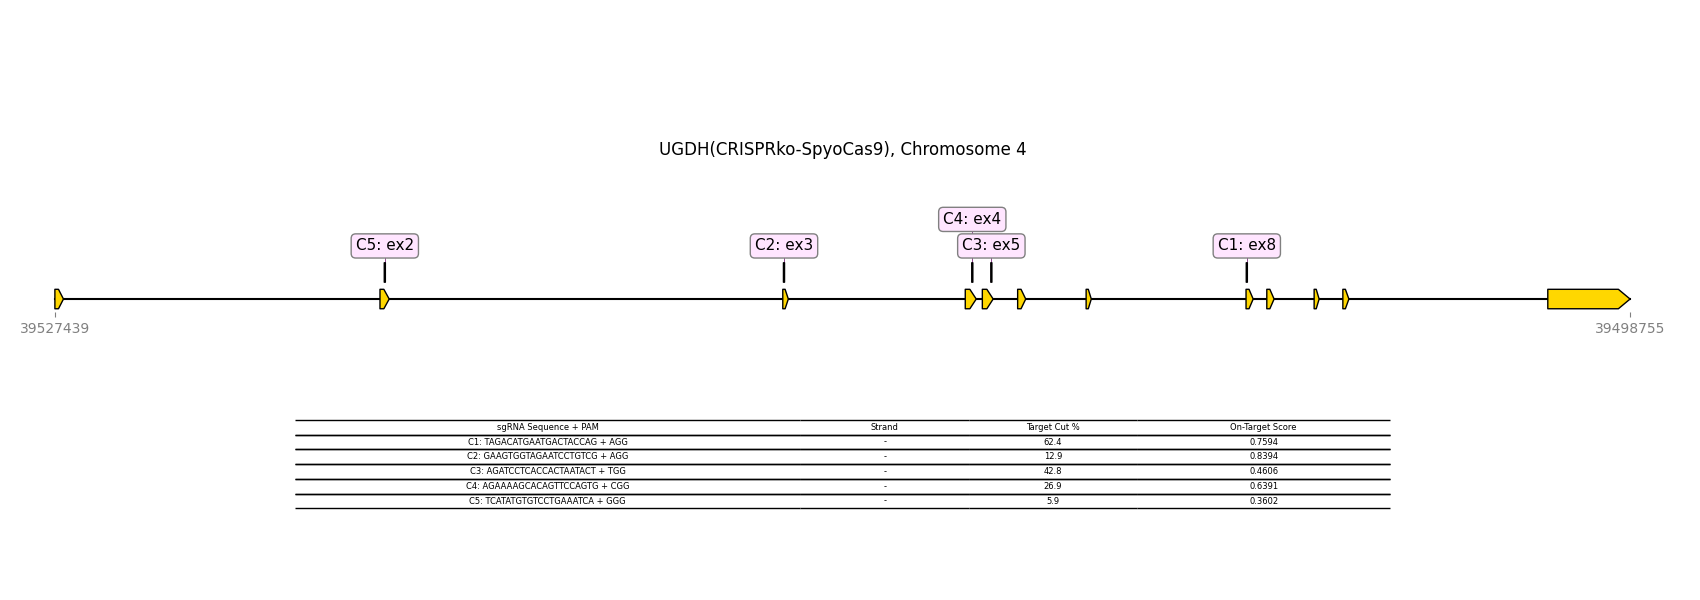 UGDH(CRISPRko-SpyoCas9), Chromosome 4
C4: ex4
C5: ex2 C2: ex3 C3: ex5 C1: ex8
39527439 39498755
sgRNA Sequence + PAM Strand Target Cut % On-Target Score
C1: TAGACATGAATGACTACCAG + AGG - 62.4 0.7594
C2: GAAGTGGTAGAATCCTGTCG + AGG - 12.9 0.8394
C3: AGATCCTCACCACTAATACT + TGG - 42.8 0.4606
C4: AGAAAAGCACAGTTCCAGTG + CGG - 26.9 0.6391
C5: TCATATGTGTCCTGAAATCA + GGG - 5.9 0.3602